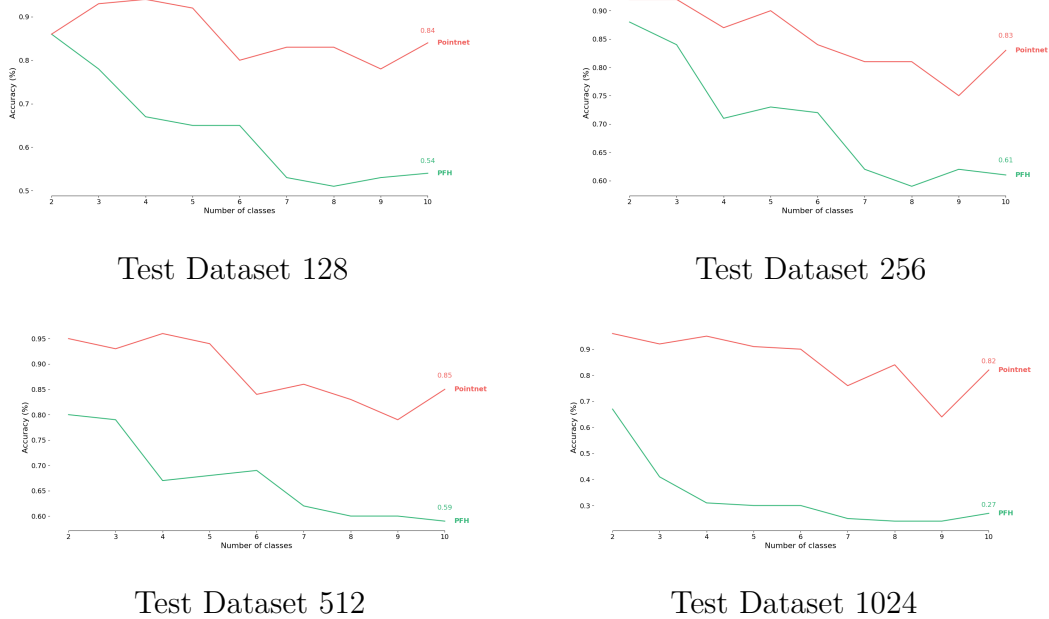 0.9
0.8
0.7
0.6
0.5
Accuracy (%)
0.84
Pointnet
0.54
PFH
2 3 4 5 6 7 8 9 10
Number of classes
Test Dataset 128
0.90
0.85
0.80
0.75
0.70
0.65
0.60
Accuracy (%)
0.83
Pointnet
0.61
PFH
2 3 4 5 6 7 8 9 10
Number of classes
Test Dataset 256
0.95
0.90
0.85
0.80
0.75
0.70
0.65
0.60
Accuracy (%)
0.85
Pointnet
0.59
PFH
2 3 4 5 6 7 8 9 10
Number of classes
Test Dataset 512
0.9
0.8
0.7
0.6
0.5
0.4
0.3
Accuracy (%)
0.82
Pointnet
0.27
PFH
2 3 4 5 6 7 8 9 10
Number of classes
Test Dataset 1024